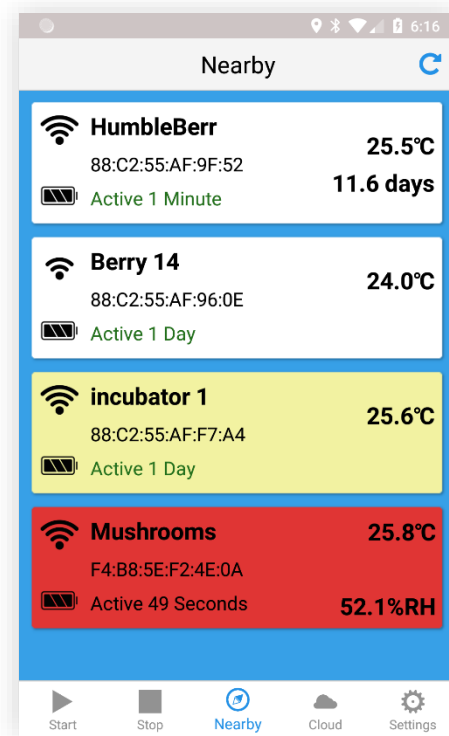 6:16
Nearby
HumbleBerr
25.5℃
88:C2:55:AF:9F:52
11.6 days
Active 1 Minute
Berry 14
24.0℃
88:C2:55:AF:96:0E
Active 1 Day
incubator 1
25.6℃
88:C2:55:AF:F7:A4
Active 1 Day
Mushrooms
25.8℃
F4:B8:5E:F2:4E:0A
Active 49 Seconds
52.1%RH
Start Stop Nearby Cloud Settings